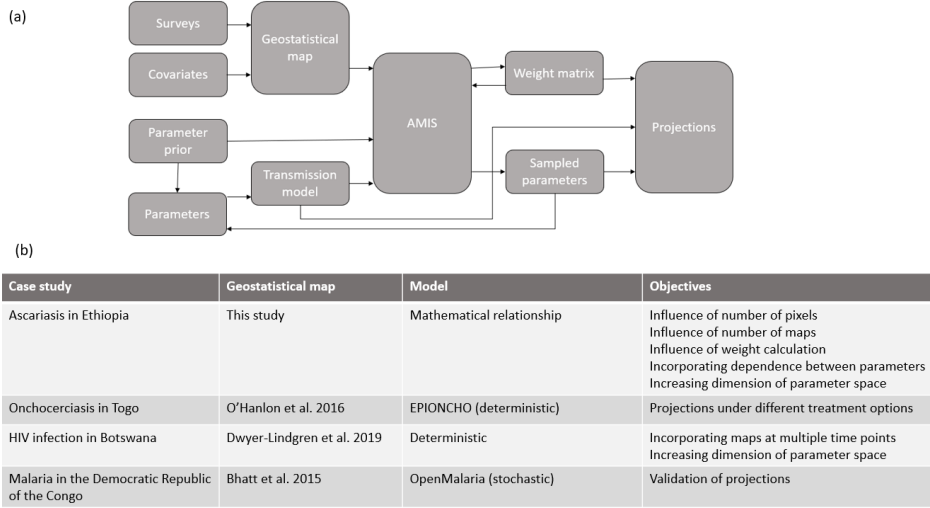 (a)
Surveys
Covariates
Geostatistical
map
Parameter
prior
Parameters
Transmission
model
AMIS
Weight matrix
Sampled
parameters
Projections
(b)
Case study Geostatistical map Model Objectives
Ascariasis in Ethiopia This study Mathematical relationship Influence of number of pixels
Influence of number of maps
Influence of weight calculation
Incorporating dependence between parameters
Increasing dimension of parameter space
Onchocerciasis in Togo O'Hanlon et al. 2016 EPIONCHO (deterministic) Projections under different treatment options
HIV infection in Botswana Dwyer-Lindgren et al. 2019 Deterministic Incorporating maps at multiple time points
Increasing dimension of parameter space
Malaria in the Democratic Republic Bhatt et al. 2015 OpenMalaria (stochastic) Validation of projections
of the Congo